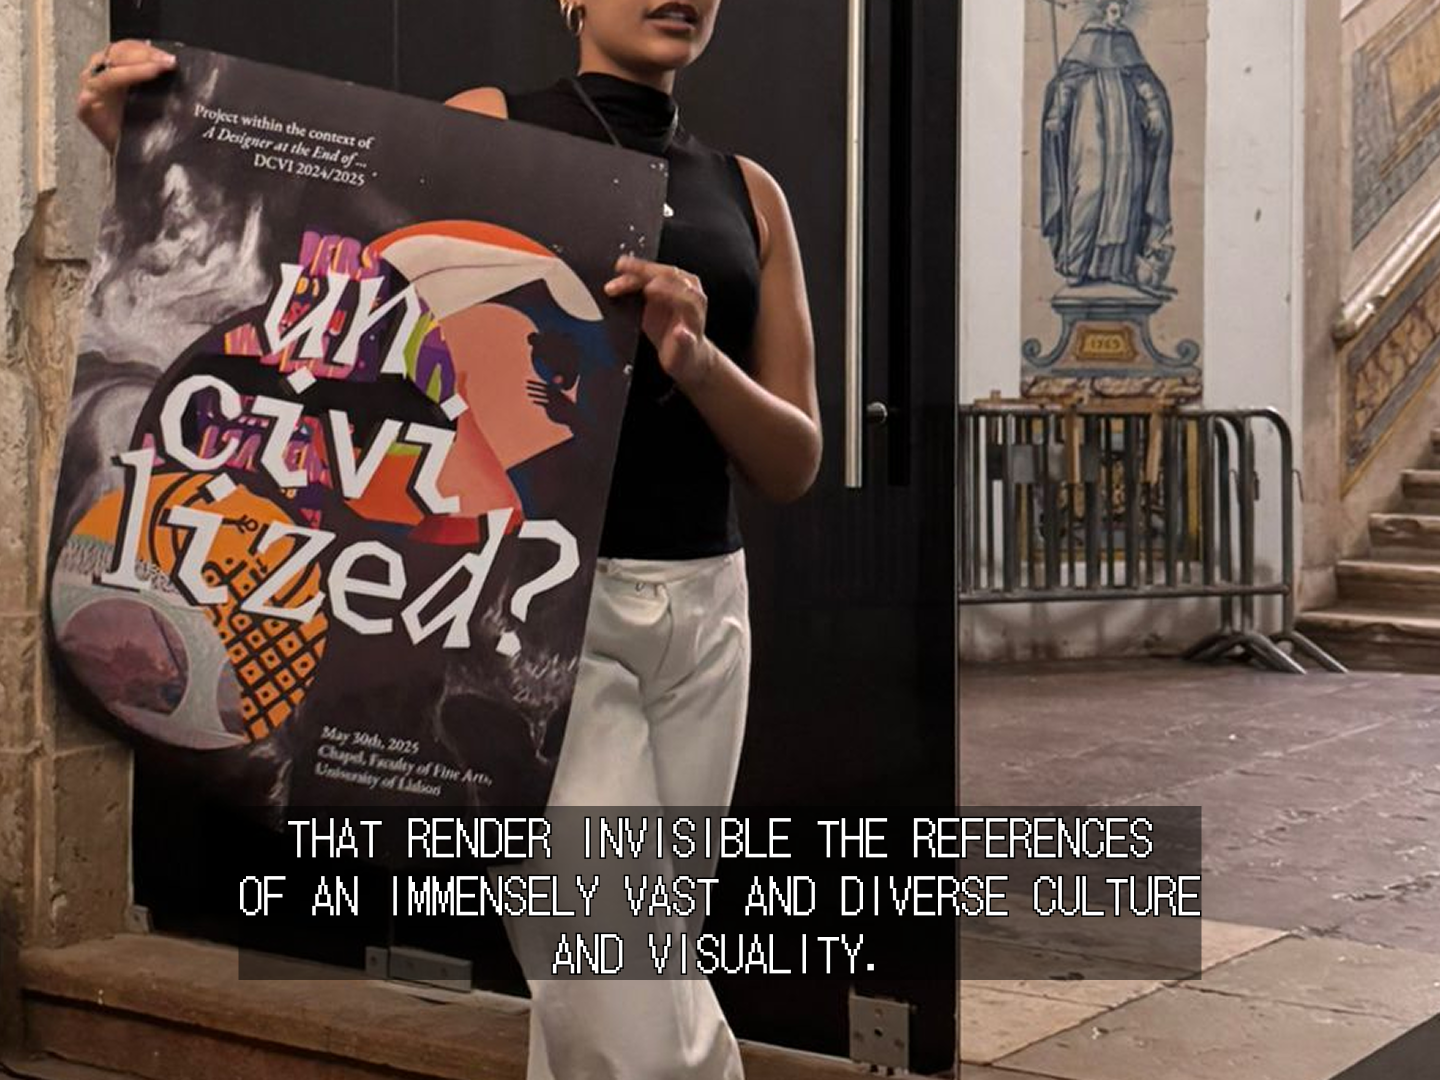 Project within the context of
A Designer at the End of ...
DCVI 2024/2025
un
civi
lized?
May 30th, 2025
Chapel, Faculty of Fine Arts,
University of Lisbon
1763
THAT RENDER INVISIBLE THE REFERENCES
OF AN IMMENSELY VAST AND DIVERSE CULTURE
AND VISUALITY.